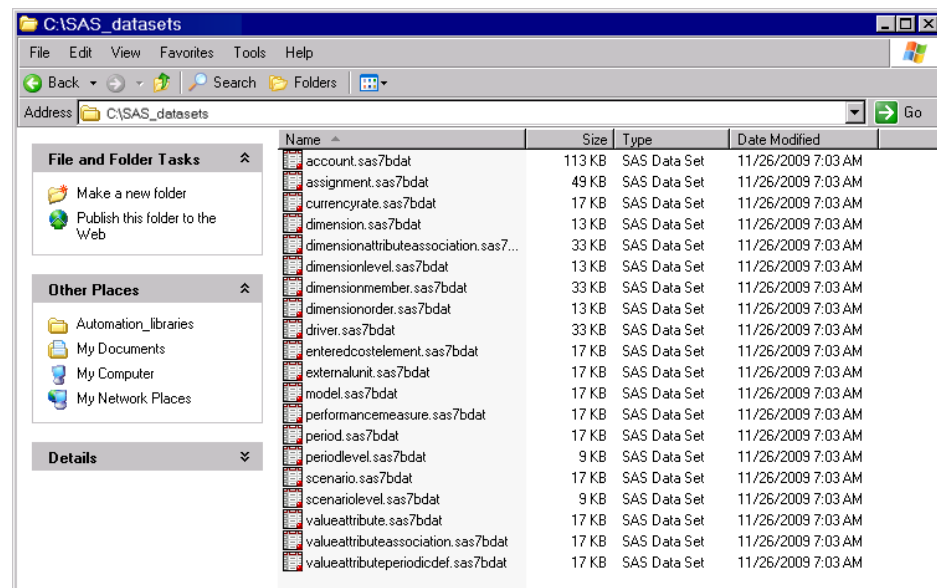 C:\SAS_datasets
File Edit View Favorites Tools Help
Back Search Folders
Address C:\SAS_datasets Go
File and Folder Tasks
Make a new folder
Publish this folder to the
Web
Other Places
Automation_libraries
My Documents
My Computer
My Network Places
Details
Name Size Type Date Modified
account.sas7bdat 113 KB SAS Data Set 11/26/2009 7:03 AM
assignment.sas7bdat 49 KB SAS Data Set 11/26/2009 7:03 AM
currencyrate.sas7bdat 17 KB SAS Data Set 11/26/2009 7:03 AM
dimension.sas7bdat 13 KB SAS Data Set 11/26/2009 7:03 AM
dimensionattributeassociation.sas7... 33 KB SAS Data Set 11/26/2009 7:03 AM
dimensionlevel.sas7bdat 13 KB SAS Data Set 11/26/2009 7:03 AM
dimensionmember.sas7bdat 33 KB SAS Data Set 11/26/2009 7:03 AM
dimensionorder.sas7bdat 13 KB SAS Data Set 11/26/2009 7:03 AM
driver.sas7bdat 33 KB SAS Data Set 11/26/2009 7:03 AM
enteredcostelement.sas7bdat 17 KB SAS Data Set 11/26/2009 7:03 AM
externalunit.sas7bdat 17 KB SAS Data Set 11/26/2009 7:03 AM
model.sas7bdat 17 KB SAS Data Set 11/26/2009 7:03 AM
performancemeasure.sas7bdat 17 KB SAS Data Set 11/26/2009 7:03 AM
period.sas7bdat 17 KB SAS Data Set 11/26/2009 7:03 AM
periodlevel.sas7bdat 9 KB SAS Data Set 11/26/2009 7:03 AM
scenario.sas7bdat 17 KB SAS Data Set 11/26/2009 7:03 AM
scenariolevel.sas7bdat 9 KB SAS Data Set 11/26/2009 7:03 AM
valueattribute.sas7bdat 17 KB SAS Data Set 11/26/2009 7:03 AM
valueattributeassociation.sas7bdat 17 KB SAS Data Set 11/26/2009 7:03 AM
valueattributeperiodicdef.sas7bdat 17 KB SAS Data Set 11/26/2009 7:03 AM